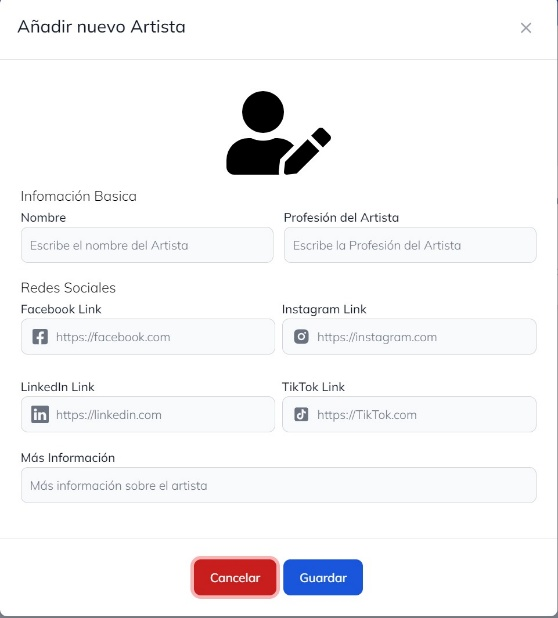 Añadir nuevo Artista
Infomación Basica
Nombre
Profesión del Artista
Escribe el nombre del Artista
Escribe la Profesión del Artista
Redes Sociales
Facebook Link
Instagram Link
https://facebook.com
https://instagram.com
LinkedIn Link
TikTok Link
https://linkedin.com
https://TikTok.com
Más Información
Más información sobre el artista
Cancelar
Guardar